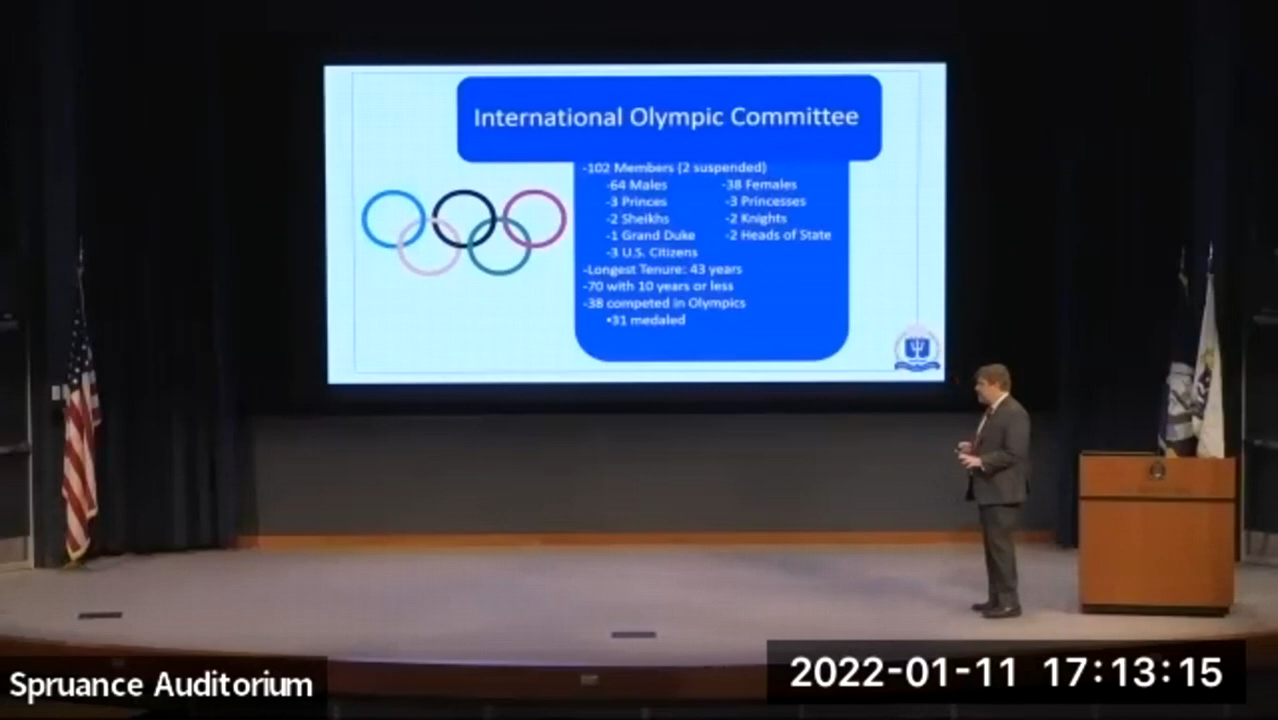 International Olympic Committee
-102 Members (2 suspended)
-64 Males -38 Females
-3 Princes -3 Princesses
-2 Sheikhs -2 Knights
-1 Grand Duke -2 Heads of State
-3 U.S. Citizens
-Longest Tenure: 43 years
-70 with 10 years or less
-38 competed in Olympics
•31 medaled
Spruance Auditorium
2022-01-11 17:13:15